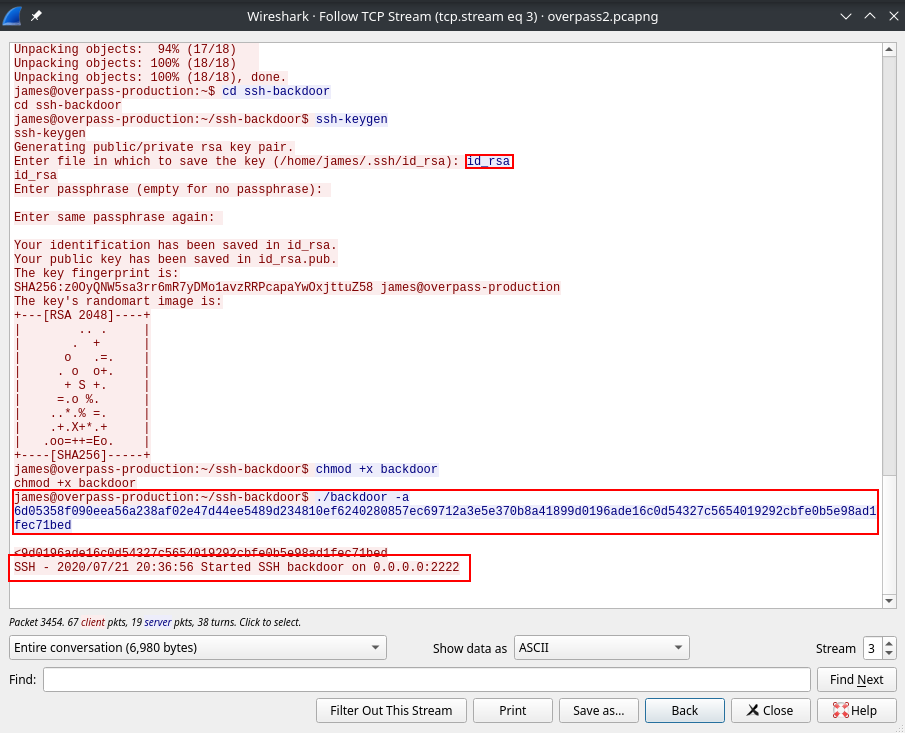 Wireshark · Follow TCP Stream (tcp.stream eq 3) · overpass2.pcapng
Unpacking objects:  94% (17/18)
Unpacking objects: 100% (18/18)
Unpacking objects: 100% (18/18), done.
james@overpass-production:~$ cd ssh-backdoor
cd ssh-backdoor
james@overpass-production:~/ssh-backdoor$ ssh-keygen
ssh-keygen
Generating public/private rsa key pair.
Enter file in which to save the key (/home/james/.ssh/id_rsa): id_rsa
id_rsa
Enter passphrase (empty for no passphrase):
Enter same passphrase again:
Your identification has been saved in id_rsa.
Your public key has been saved in id_rsa.pub.
The key fingerprint is:
SHA256:z0OyQNW5sa3rr6mR7yDMo1avzRRPcapaYwOxjttuZ58 james@overpass-production
The key's randomart image is:
+---[RSA 2048]----+
|        .. .     |
|       .  +      |
|      o   .=.    |
|     . o  o+.    |
|      + S +.     |
|     =.o %.      |
|    ..*.% =.     |
|    .+.X+*.+     |
|   .oo=++=Eo.    |
+----[SHA256]-----+
james@overpass-production:~/ssh-backdoor$ chmod +x backdoor
chmod +x backdoor
james@overpass-production:~/ssh-backdoor$ ./backdoor -a
6d05358f090eea56a238af02e47d44ee5489d234810ef6240280857ec69712a3e5e370b8a41899d0196ade16c0d54327c5654019292cbfe0b5e98ad1
fec71bed
<9d0196ade16c0d54327c5654019292cbfe0b5e98ad1fec71bed
SSH - 2020/07/21 20:36:56 Started SSH backdoor on 0.0.0.0:2222
Packet 3454. 67 client pkts, 19 server pkts, 38 turns. Click to select.
Entire conversation (6,980 bytes) Show data as ASCII Stream 3
Find: Find Next
Filter Out This Stream Print Save as... Back Close Help